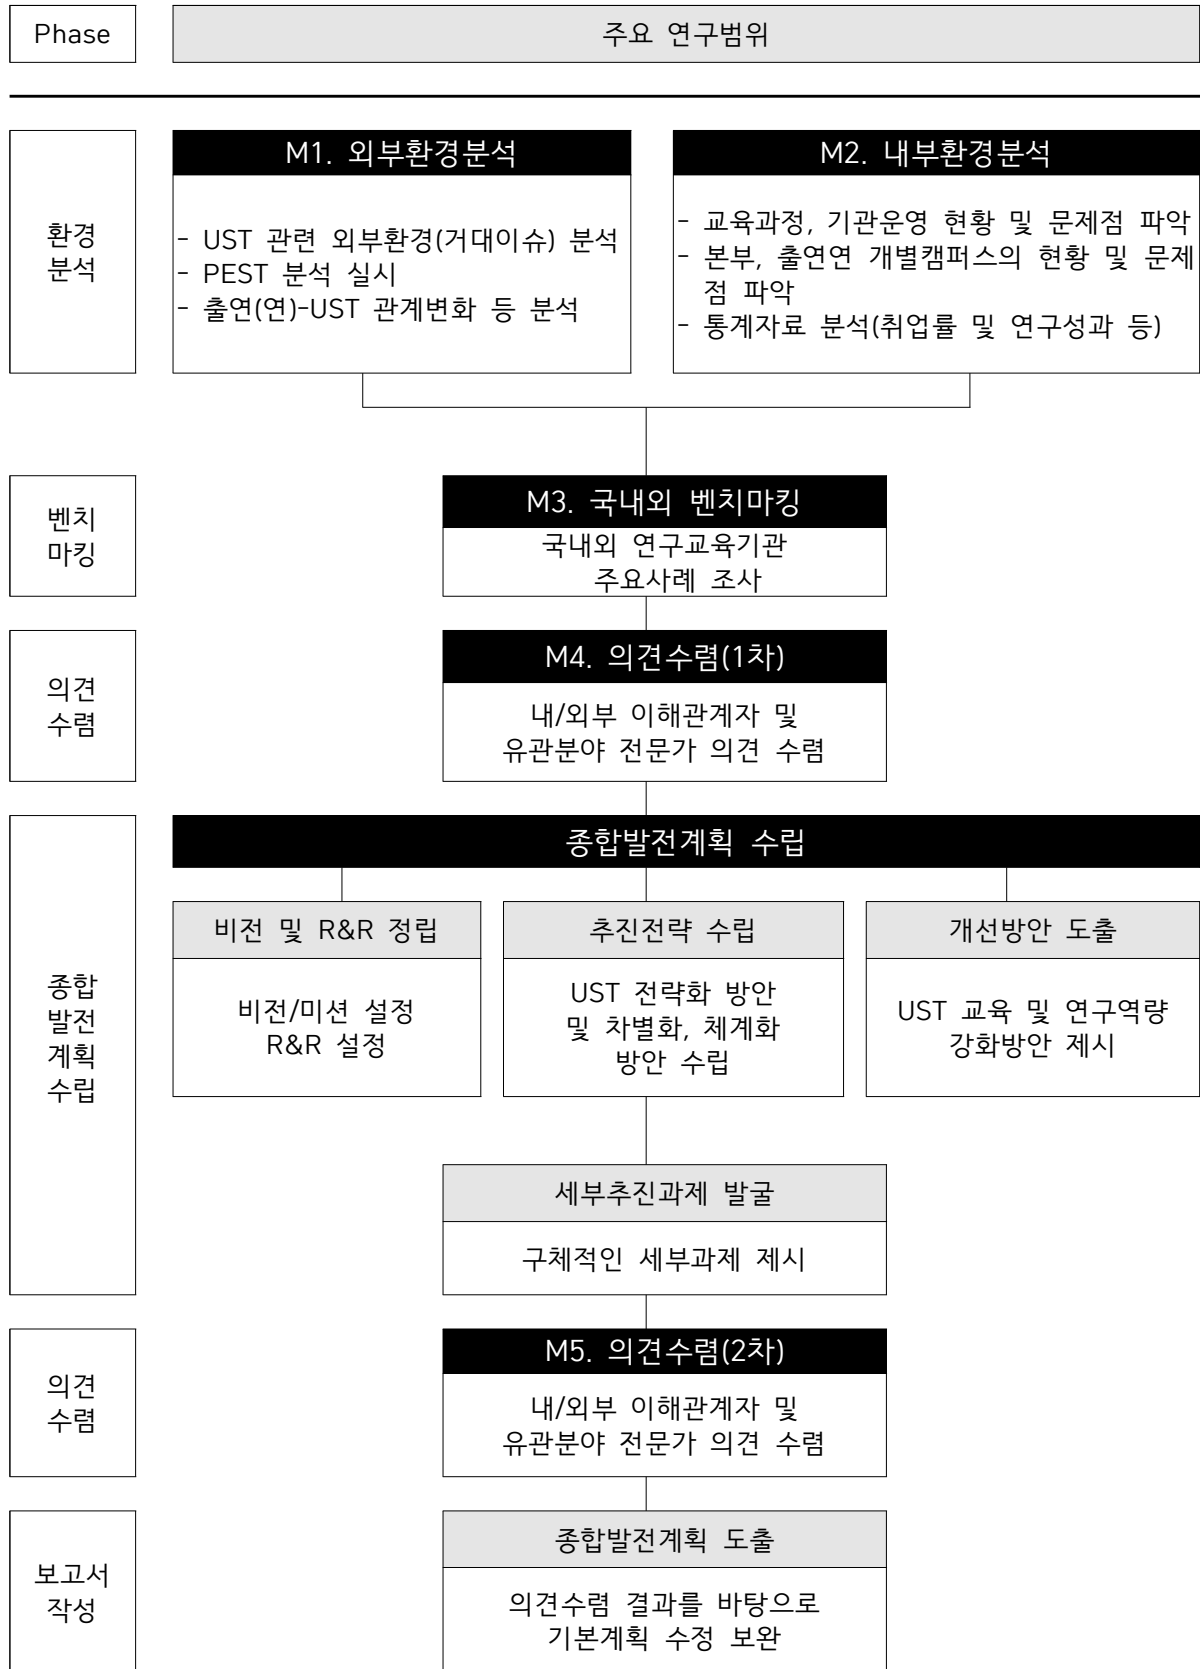 Phase
주요 연구범위
환경
분석
M1. 외부환경분석
- UST 관련 외부환경(거대이슈) 분석
- PEST 분석 실시
- 출연(연)-UST 관계변화 등 분석
M2. 내부환경분석
- 교육과정, 기관운영 현황 및 문제점 파악
- 본부, 출연연 개별캠퍼스의 현황 및 문제
점 파악
- 통계자료 분석(취업률 및 연구성과 등)
벤치
마킹
M3. 국내외 벤치마킹
국내외 연구교육기관
주요사례 조사
의견
수렴
M4. 의견수렴(1차)
내/외부 이해관계자 및
유관분야 전문가 의견 수렴
종합
발전
계획
수립
종합발전계획 수립
비전 및 R&R 정립
비전/미션 설정
R&R 설정
추진전략 수립
UST 전략화 방안
및 차별화, 체계화
방안 수립
개선방안 도출
UST 교육 및 연구역량
강화방안 제시
세부추진과제 발굴
구체적인 세부과제 제시
의견
수렴
M5. 의견수렴(2차)
내/외부 이해관계자 및
유관분야 전문가 의견 수렴
보고서
작성
종합발전계획 도출
의견수렴 결과를 바탕으로
기본계획 수정 보완